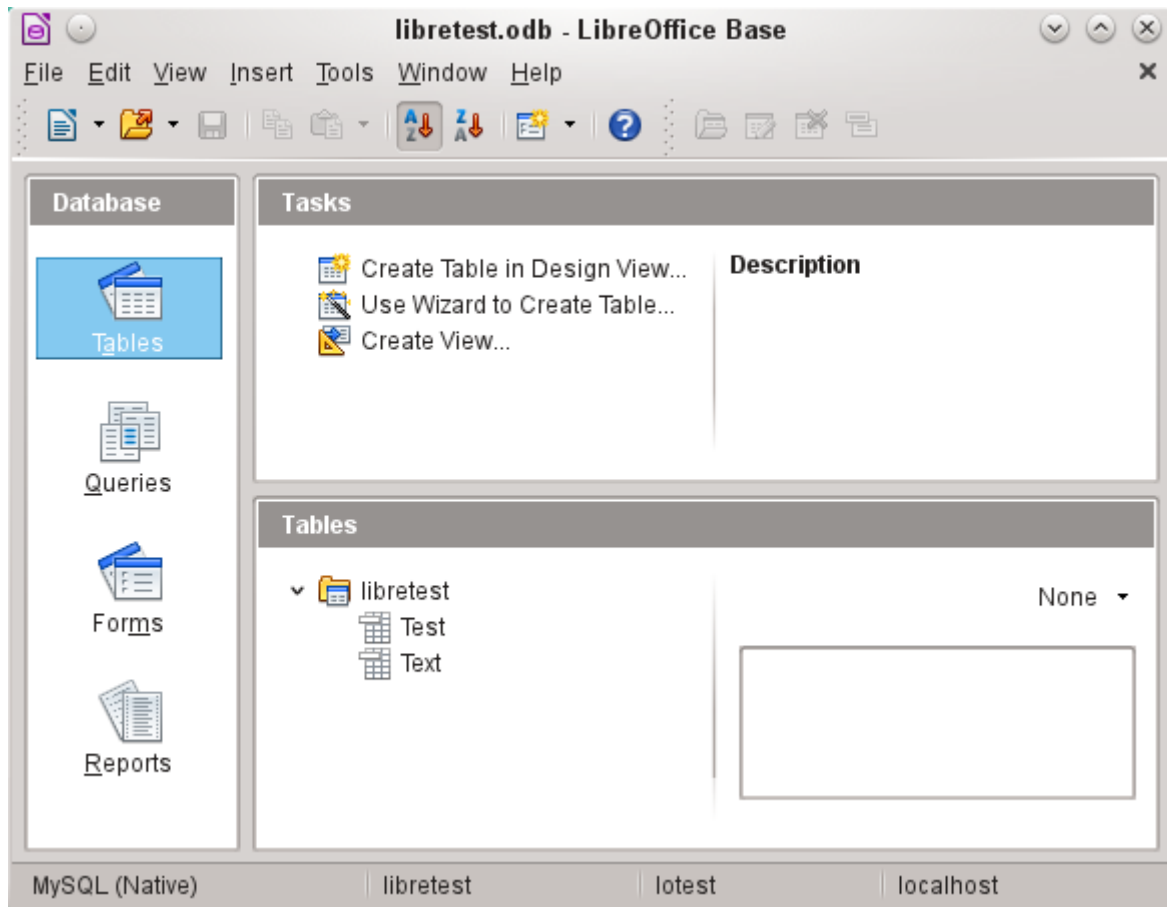 libretest.odb - LibreOffice Base
File Edit View Insert Tools Window Help
Database
Tables
Queries
Forms
Reports
Tasks
Create Table in Design View...
Use Wizard to Create Table...
Create View...
Description
Tables
libretest
Test
Text
None
MySQL (Native) libretest lotest localhost